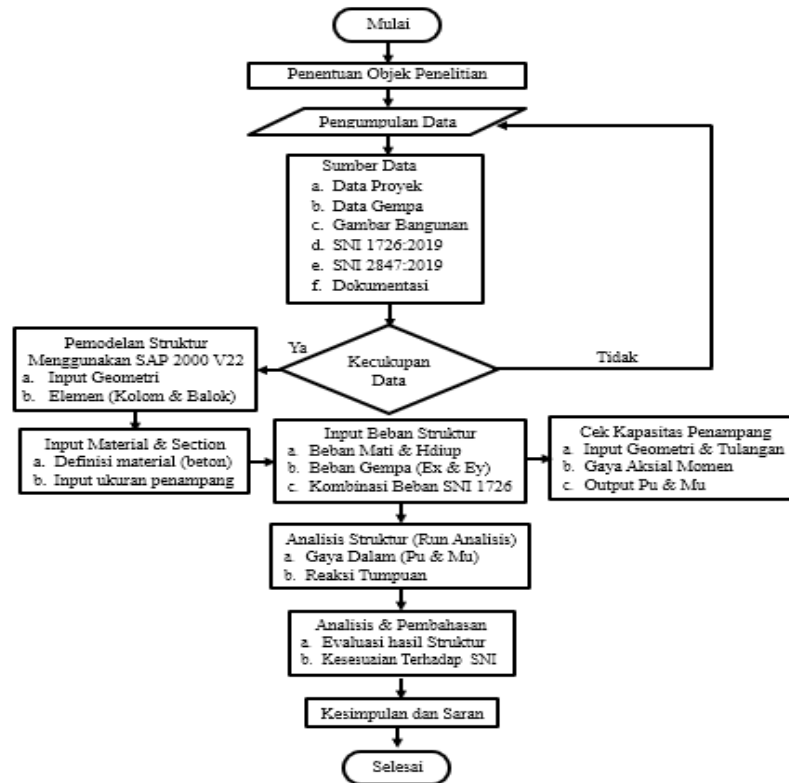 Mulai
Penentuan Objek Penelitian
Pengumpulan Data
Sumber Data
a. Data Proyek
b. Data Gempa
c. Gambar Bangunan
d. SNI 1726:2019
e. SNI 2847:2019
f. Dokumentasi
Kecukupan
Data
Ya
Tidak
Pemodelan Struktur
Menggunakan SAP 2000 V22
a. Input Geometri
b. Elemen (Kolom & Balok)
Input Material & Section
a. Definisi material (beton)
b. Input ukuran penampang
Input Beban Struktur
a. Beban Mati & Hdiup
b. Beban Gempa (Ex & Ey)
c. Kombinasi Beban SNI 1726
Cek Kapasitas Penampang
a. Input Geometri & Tulangan
b. Gaya Aksial Momen
c. Output Pu & Mu
Analisis Struktur (Run Analisis)
a. Gaya Dalam (Pu & Mu)
b. Reaksi Tumpuan
Analisis & Pembahasan
a. Evaluasi hasil Struktur
b. Kesesuaian Terhadap SNI
Kesimpulan dan Saran
Selesai